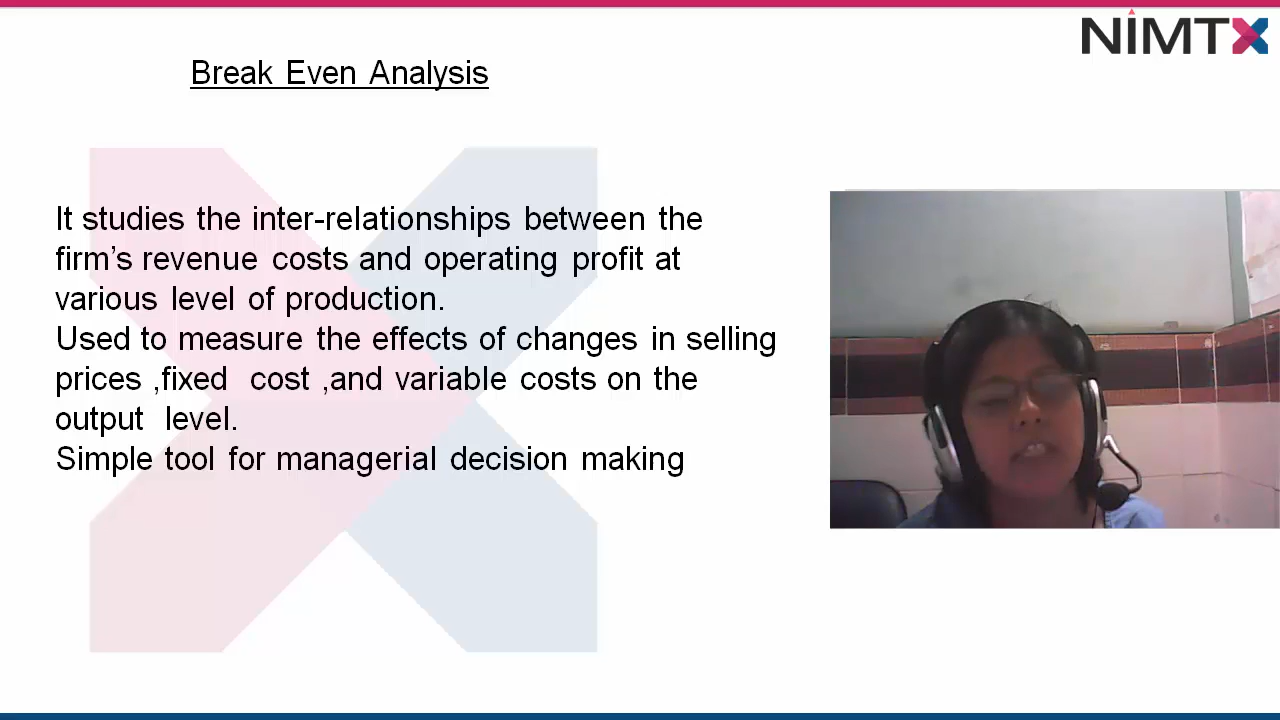 NIMTX
Break Even Analysis
It studies the inter-relationships between the
firm’s revenue costs and operating profit at
various level of production.
Used to measure the effects of changes in selling
prices ,fixed cost ,and variable costs on the
output level.
Simple tool for managerial decision making